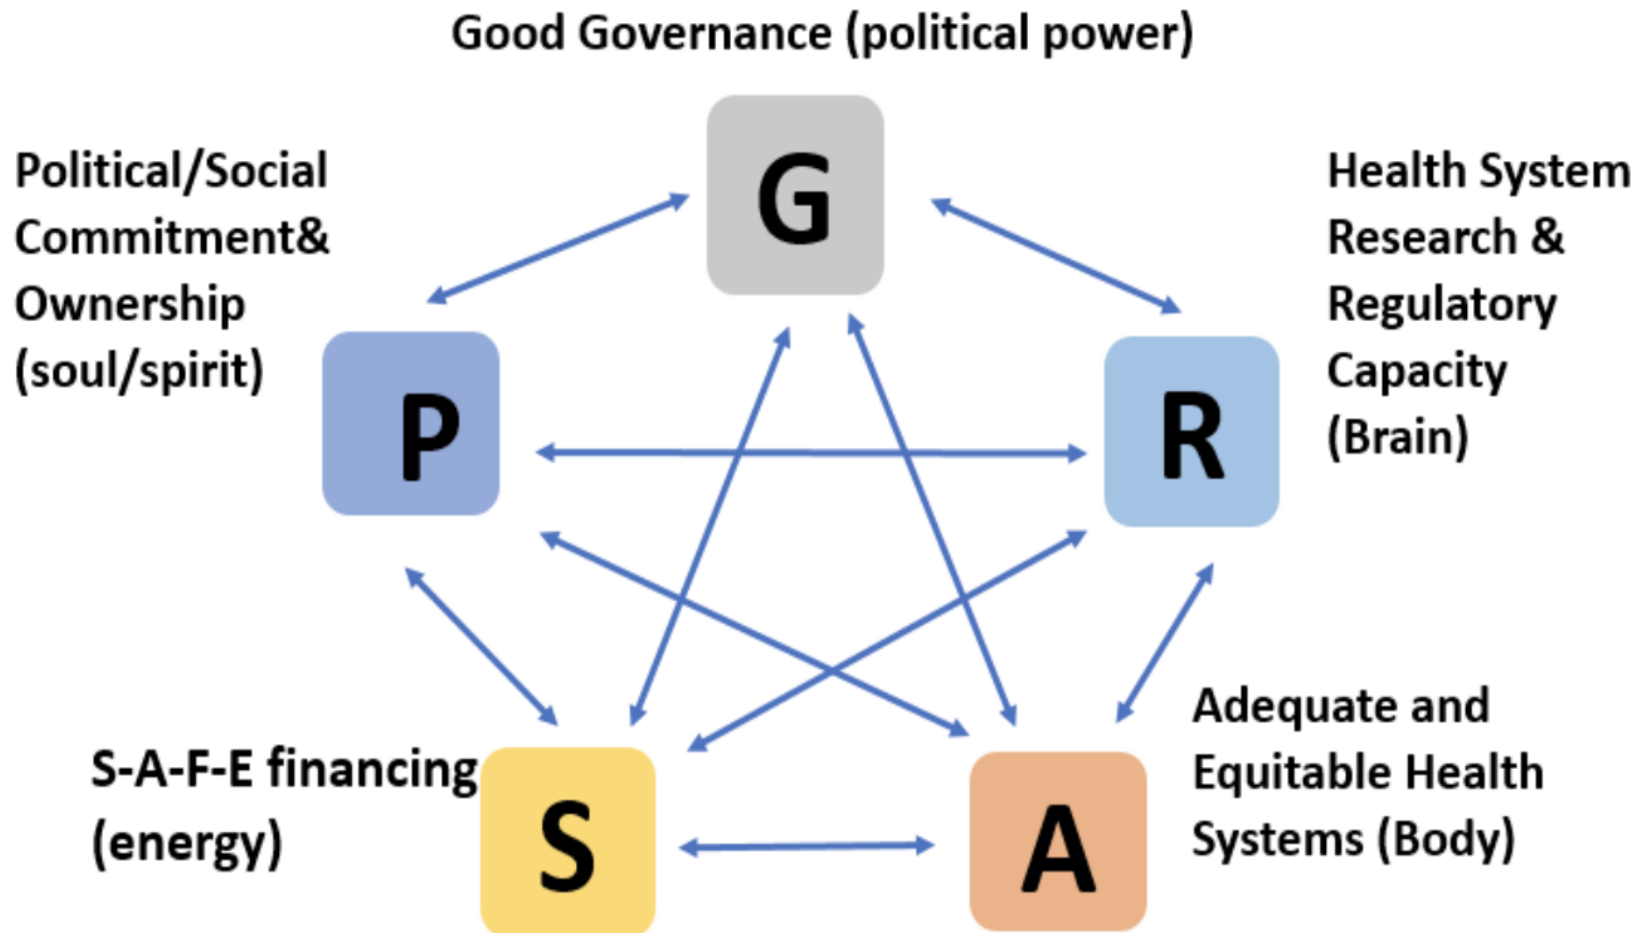 Good Governance (political power)
G
Political/Social
Commitment&
Ownership
(soul/spirit)
P
Health System
Research &
Regulatory
Capacity
(Brain)
R
S-A-F-E financing
(energy)
S
Adequate and
Equitable Health
Systems (Body)
A